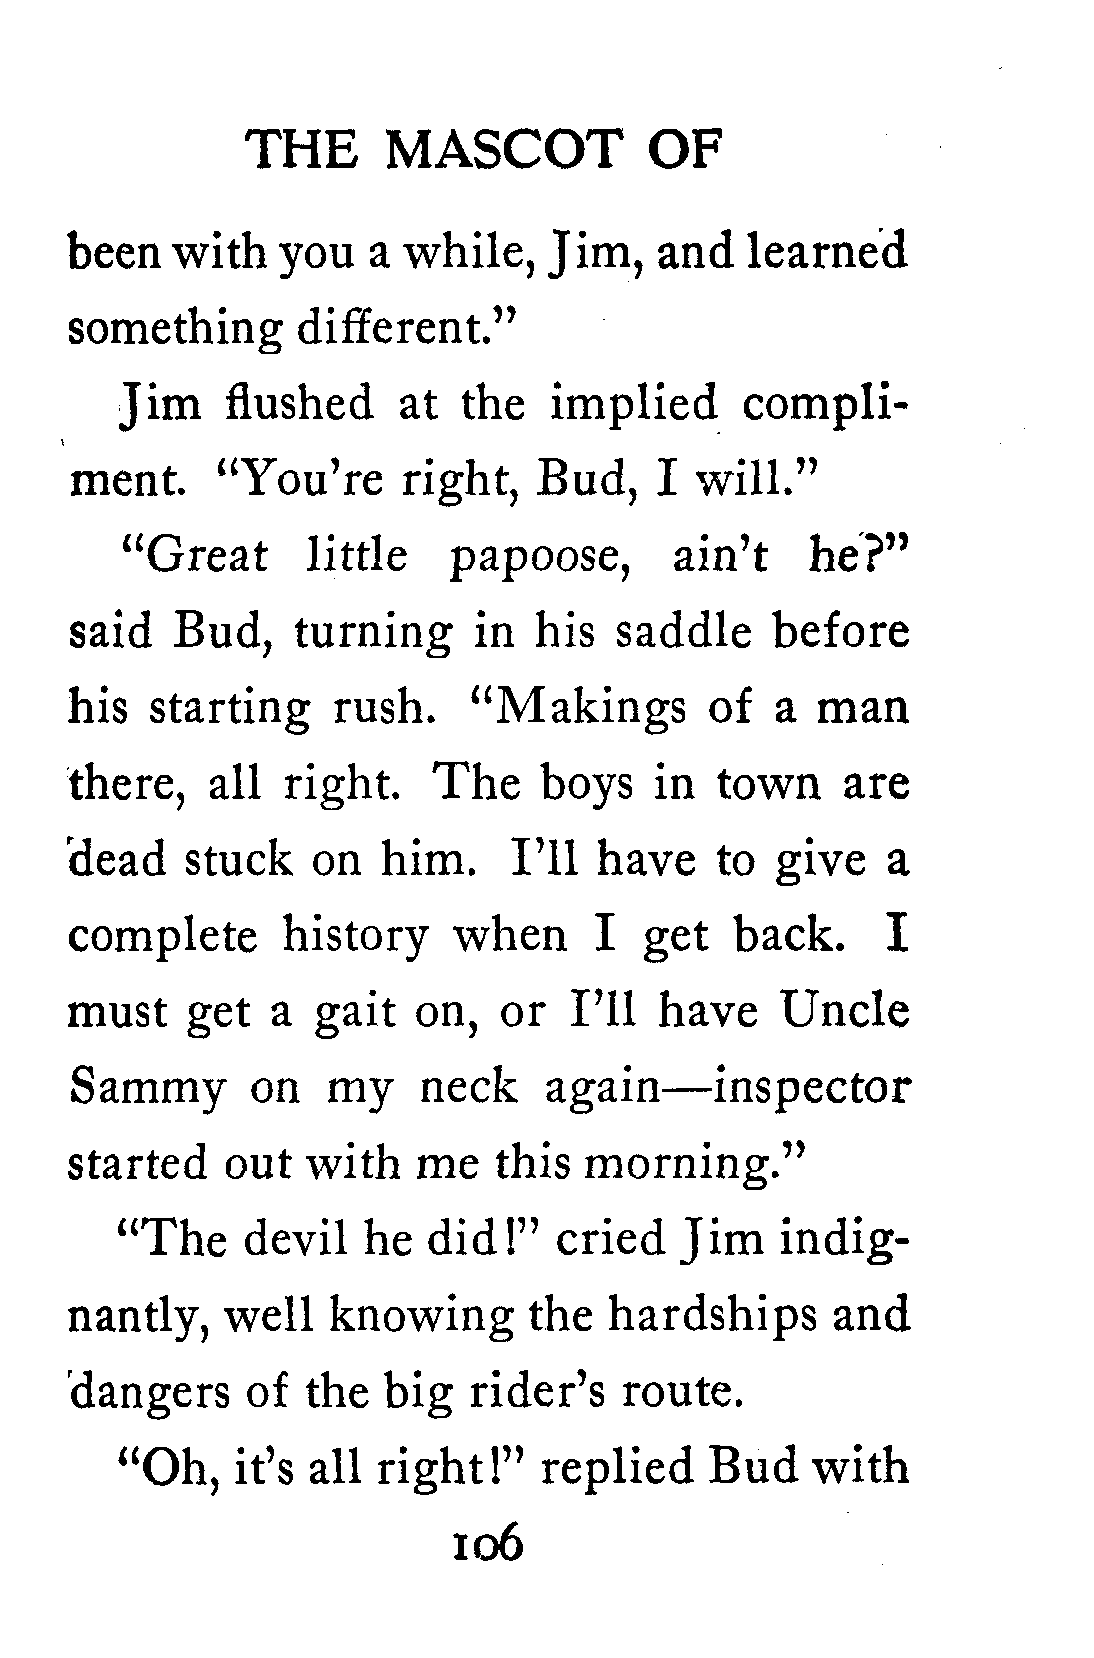 THE MASCOT OF
been with you a while, Jim, and learned
something different."
Jim flushed at the implied compli-
ment. "You're right, Bud, I will."
"Great little papoose, ain't he?"
said Bud, turning in his saddle before
his starting rush. "Makings of a man
there, all right. The boys in town are
dead stuck on him. I'll have to give a
complete history when I get back. I
must get a gait on, or I'll have Uncle
Sammy on my neck again—inspector
started out with me this morning."
"The devil he did!" cried Jim indig-
nantly, well knowing the hardships and
dangers of the big rider's route.
"Oh, it's all right!" replied Bud with
106